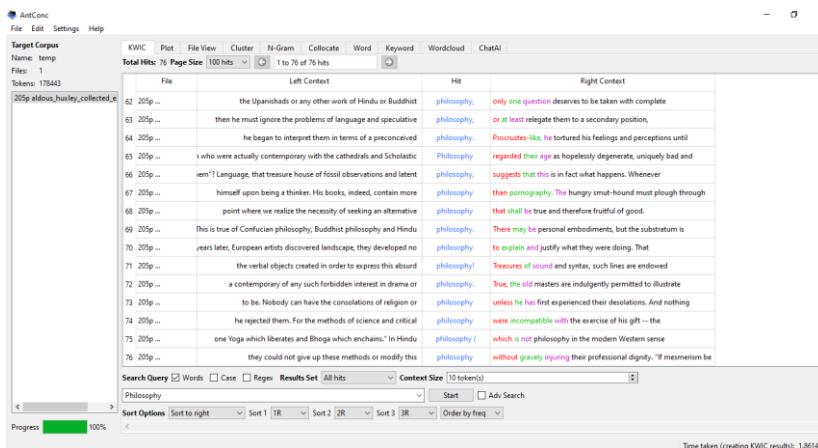 AntConc
File Edit Settings Help
Target Corpus
Name: temp
Files: 1
Tokens: 178443
205p aldous_huxley_collected_e
Progress 100%
KWIC Plot File View Cluster N-Gram Collocate Word Keyword Wordcloud ChatAI
Total Hits: 76 Page Size 100 hits 1 to 76 of 76 hits
File Left Context Hit Right Context
62 205p ... the Upanishads or any other work of Hindu or Buddhist philosophy, only one question deserves to be taken with complete
63 205p ... then he must ignore the problems of language and speculative philosophy, or at least relegate them to a secondary position,
64 205p ... he began to interpret them in terms of a preconceived philosophy. Procrustes-like, he tortured his feelings and perceptions until
65 205p ... who were actually contemporary with the cathedrals and Scholastic Philosophy regarded their age as hopelessly degenerate, uniquely bad and
66 205p ... em"? Language, that treasure house of fossil observations and latent philosophy, suggests that this is in fact what happens. Whenever
67 205p ... himself upon being a thinker. His books, indeed, contain more philosophy than pornography. The hungry smut-hound must plough through
68 205p ... point where we realize the necessity of seeking an alternative philosophy that shall be true and therefore fruitful of good.
69 205p ... This is true of Confucian philosophy, Buddhist philosophy and Hindu philosophy. There may be personal embodiments, but the substratum is
70 205p ... years later, European artists discovered landscape, they developed no philosophy to explain and justify what they were doing. That
71 205p ... the verbal objects created in order to express this absurd philosophy! Treasures of sound and syntax, such lines are endowed
72 205p ... a contemporary of any such forbidden interest in drama or philosophy. True, the old masters are indulgently permitted to illustrate
73 205p ... to be. Nobody can have the consolations of religion or philosophy unless he has first experienced their desolations. And nothing
74 205p ... he rejected them. For the methods of science and critical philosophy were incompatible with the exercise of his gift -- the
75 205p ... one Yoga which liberates and Bhoga which enchains." In Hindu philosophy ( which is not philosophy in the modern Western sense
76 205p ... they could not give up these methods or modify this philosophy without gravely injuring their professional dignity. "If mesmerism be
Search Query Words Case Regex Results Set All hits Context Size 10 token(s)
Philosophy Start Adv Search
Sort Options Sort to right Sort 1 1R Sort 2 2R Sort 3 3R Order by freq
Time taken (creating KWIC results): 1.8614